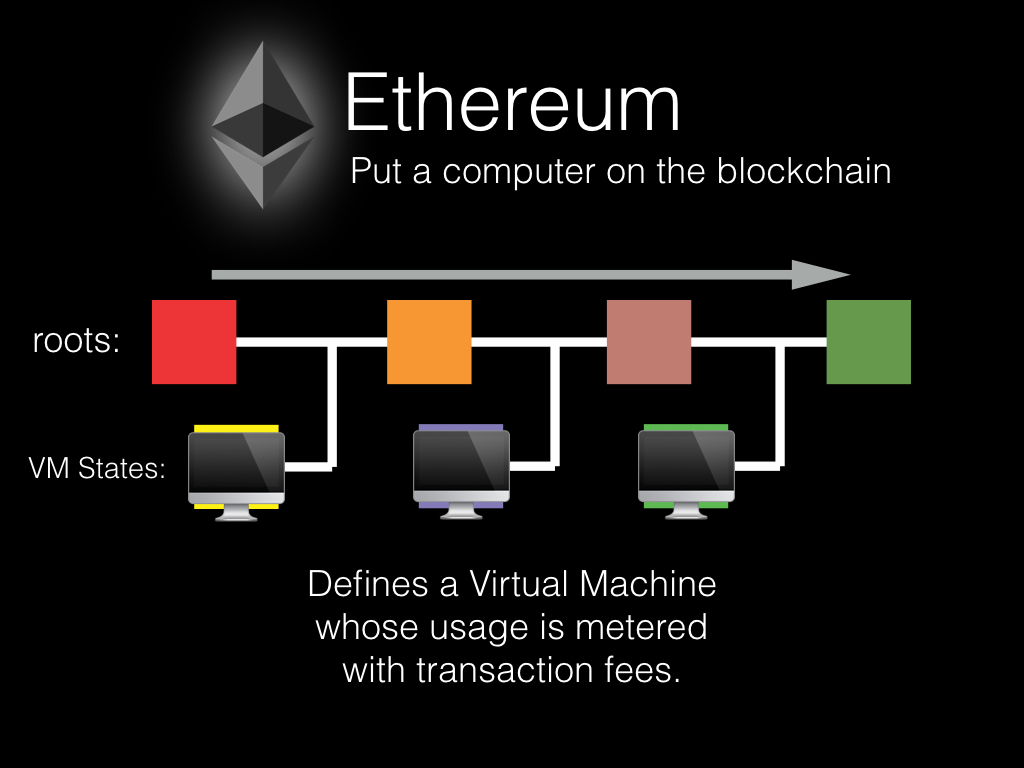 Ethereum
Put a computer on the blockchain
roots:
VM States:
Defines a Virtual Machine
whose usage is metered
with transaction fees.